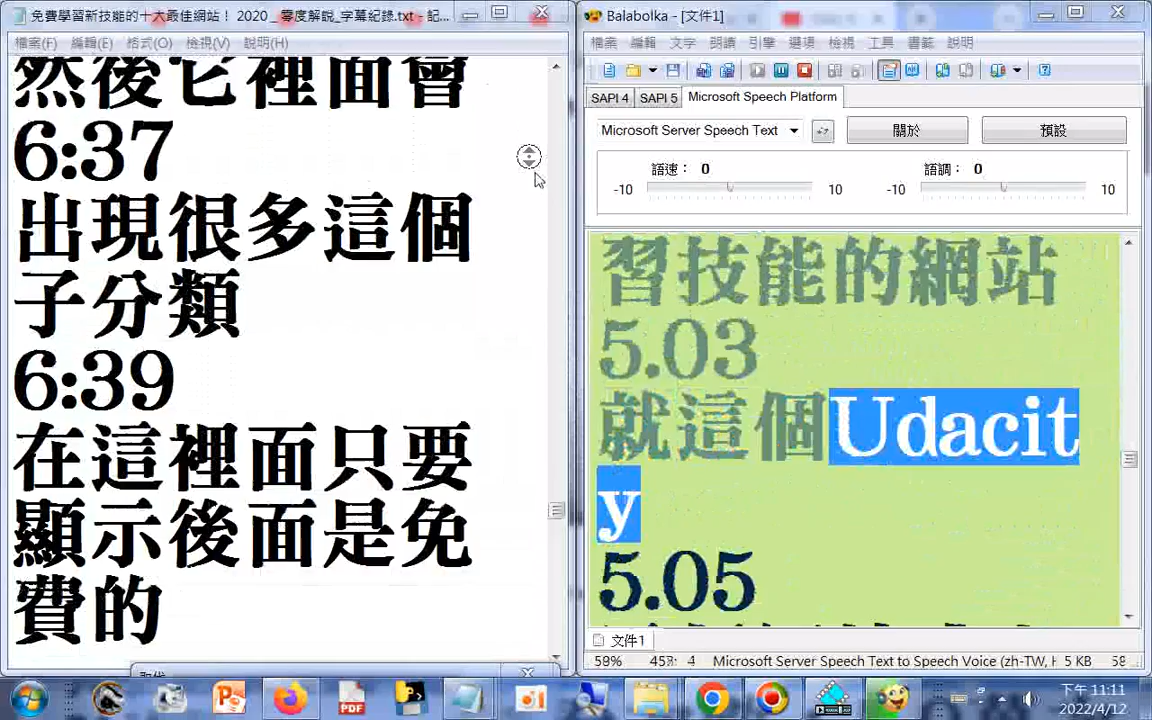 免費學習新技能的十大最佳網站！ 2020 _ 零度解說_字幕紀錄.txt - 記...
檔案(F) 編輯(E) 格式(O) 檢視(V) 說明(H)
然後它裡面會
6:37
出現很多這個
子分類
6:39
在這裡面只要
顯示後面是免
費的
Balabolka - [文件1]
檔案 編輯 文字 朗讀 引擎 選項 檢視 工具 書籤 說明
SAPI 4 SAPI 5 Microsoft Speech Platform
Microsoft Server Speech Text 關於 預設
語速： 0 語調： 0
-10 10 -10 10
習技能的網站
5.03
就這個Udacit
y
5.05
文件1
58% 45: 4 Microsoft Server Speech Text to Speech Voice (zh-TW, H 5 KB 58
PDF
下午 11:11
2022/4/12